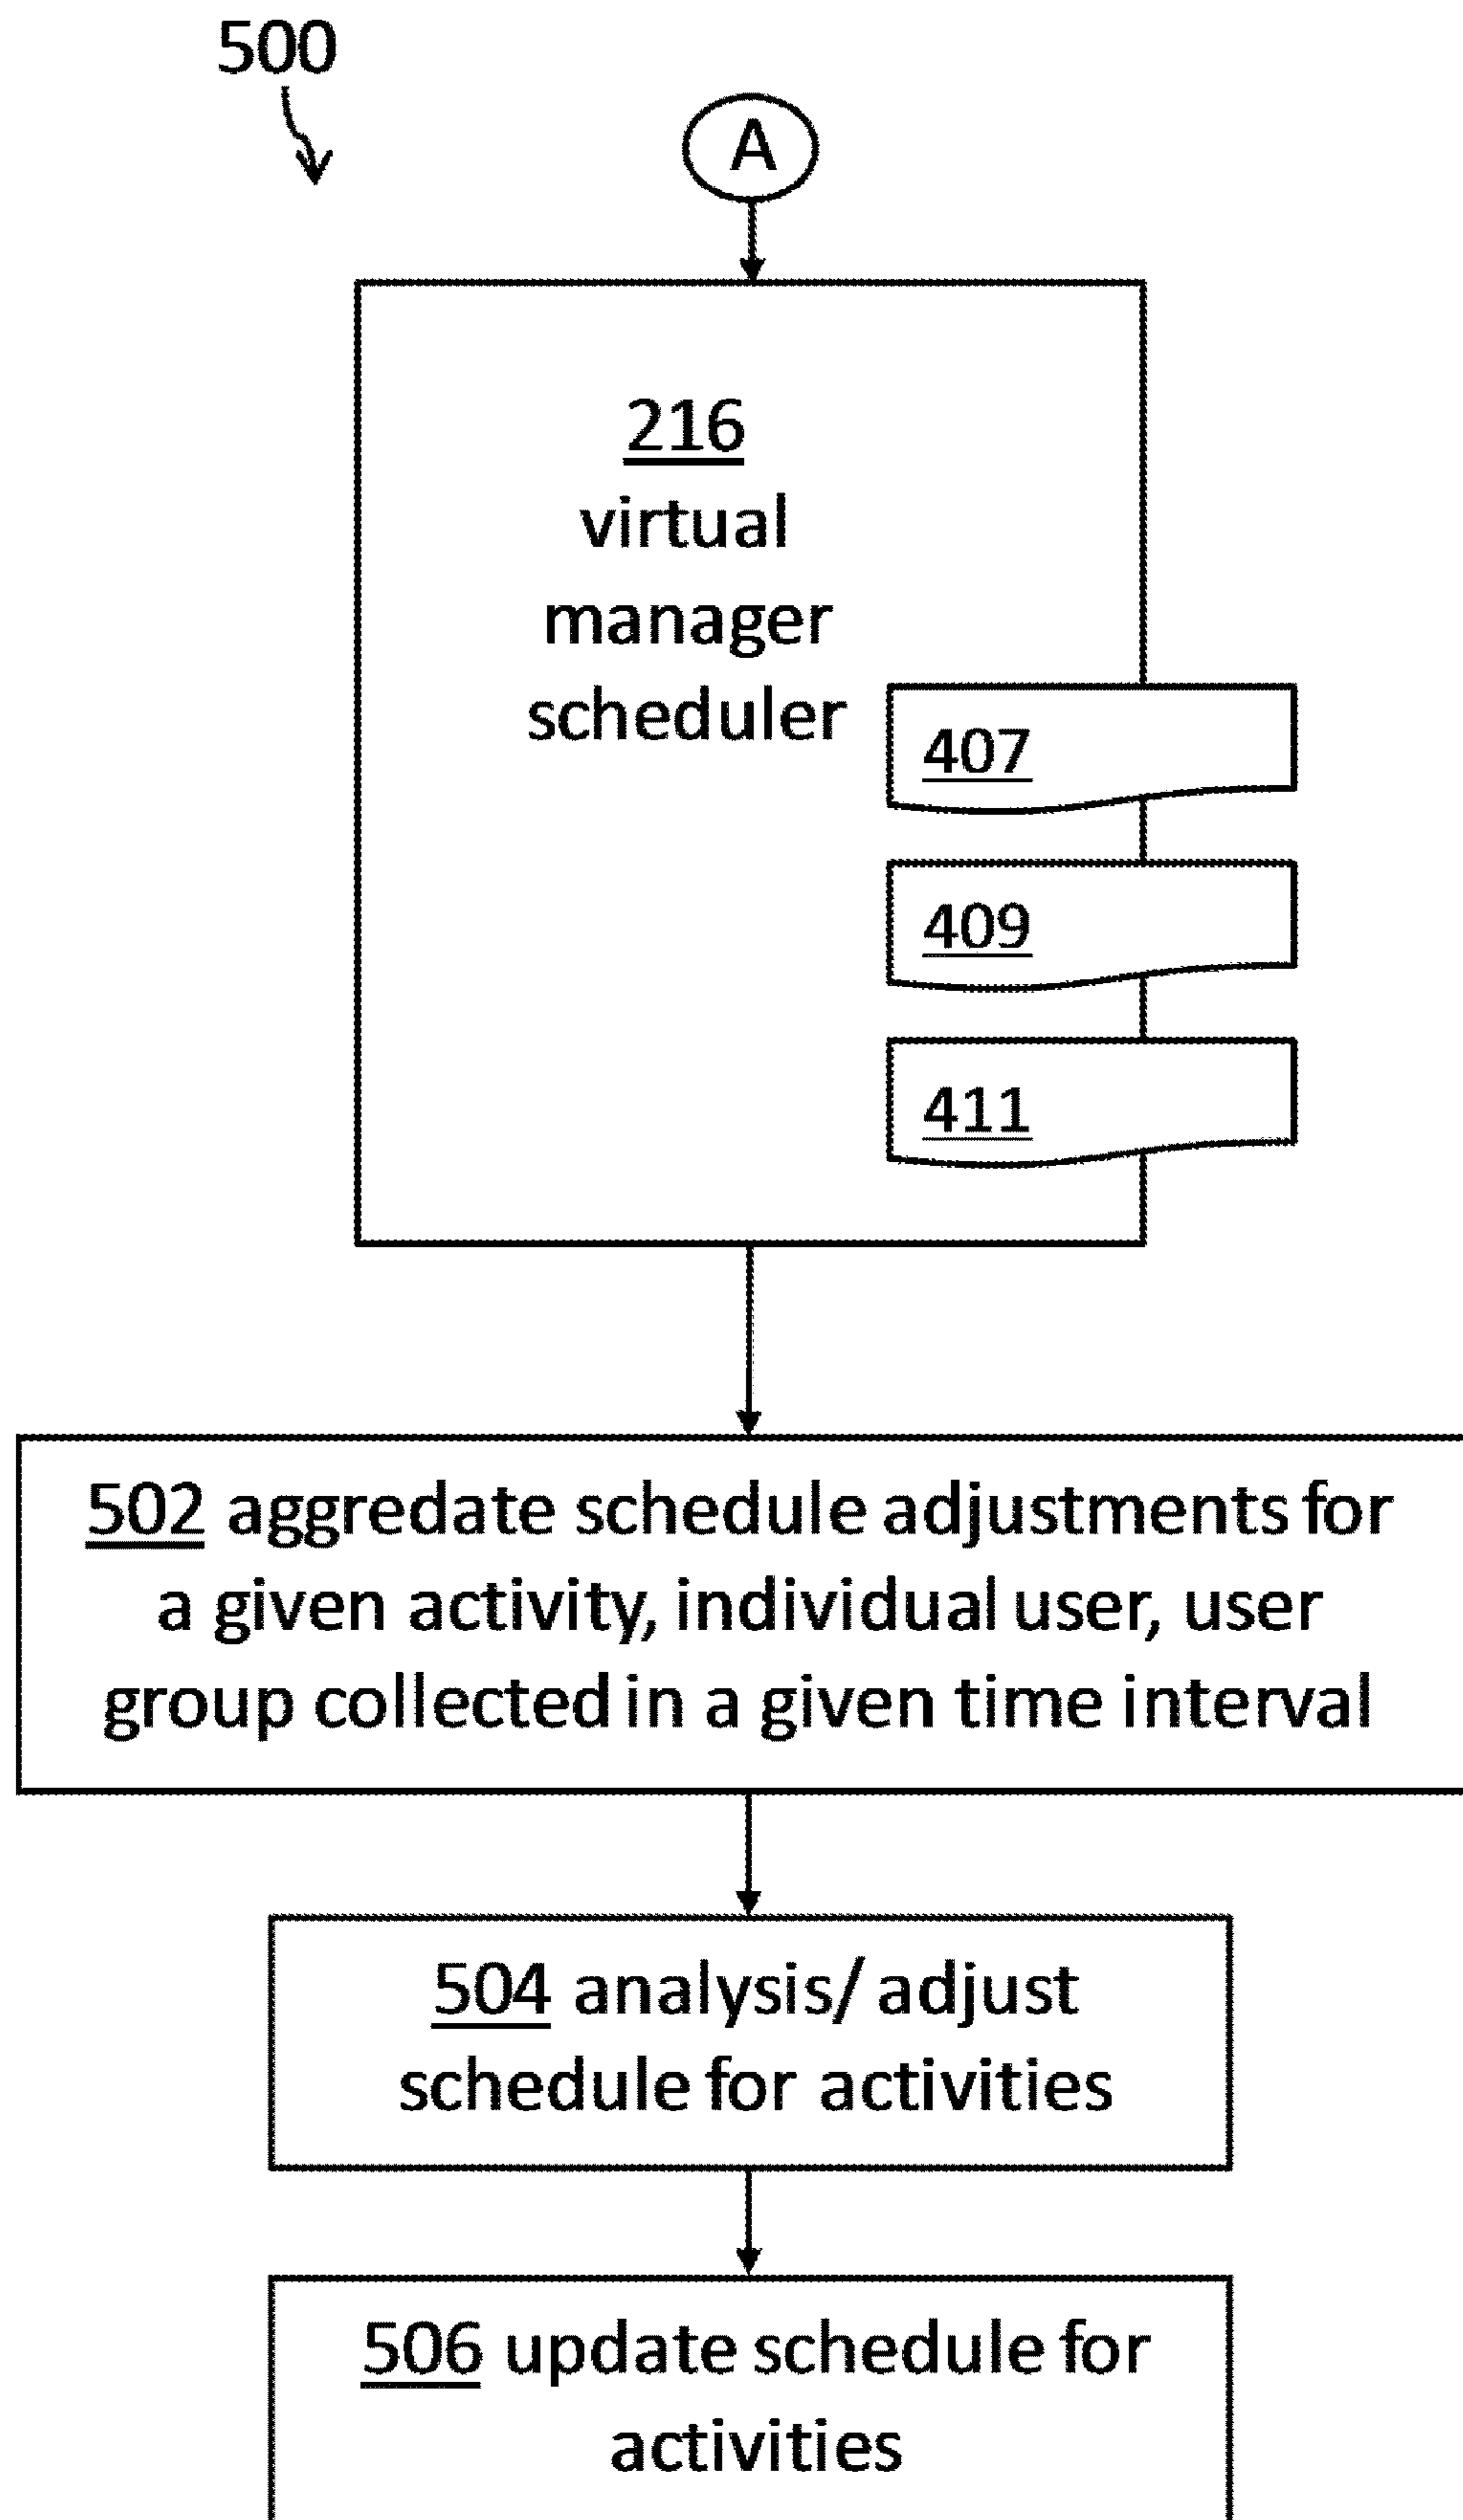 500
A
216
virtual
manager
scheduler
407
409
411
502 aggredate schedule adjustments for
a given activity, individual user, user
group collected in a given time interval
504 analysis/ adjust
schedule for activities
506 update schedule for
activities